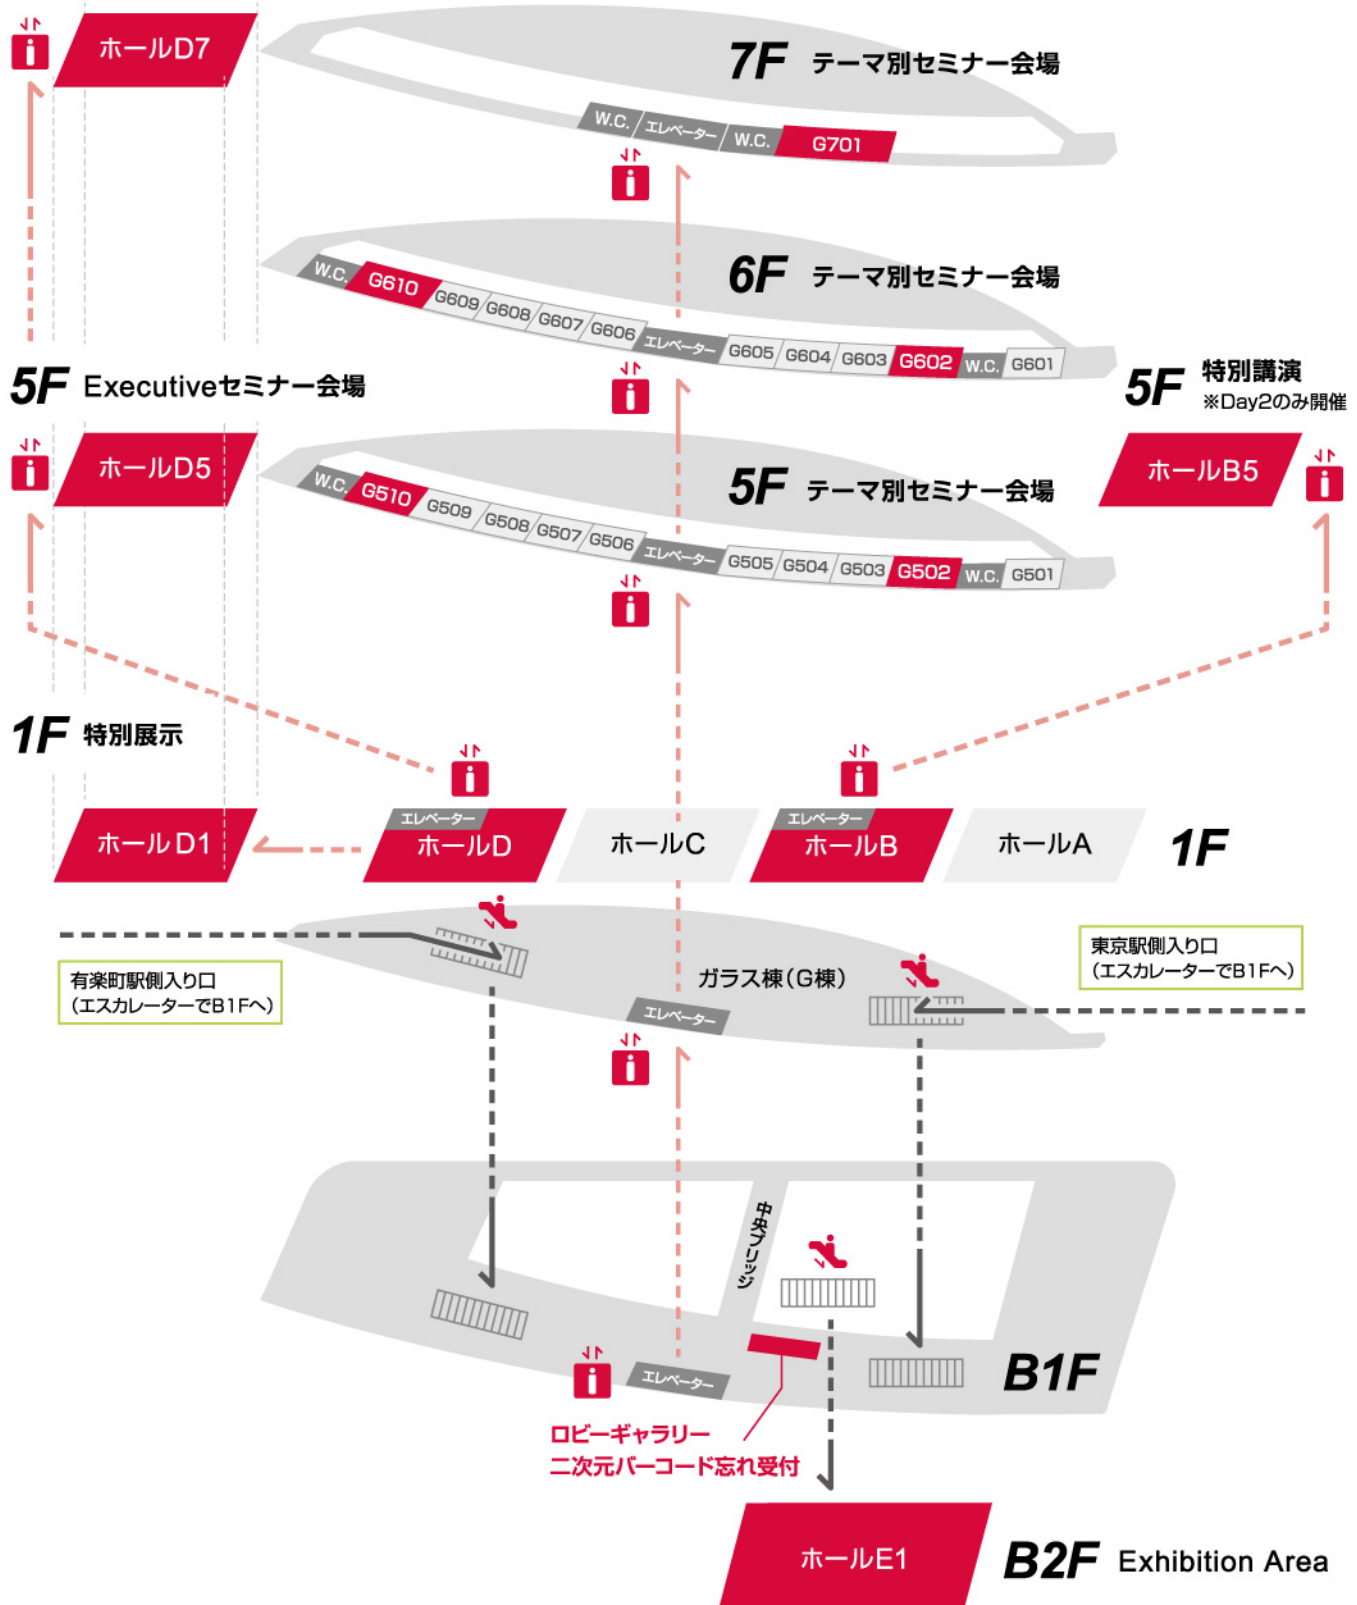 ホールD7
7F テーマ別セミナー会場
W.C.
エレベーター
W.C.
G701
6F テーマ別セミナー会場
W.C.
G610
G609
G608
G607
G606
エレベーター
G605
G604
G603
G602
W.C.
G601
5F Executiveセミナー会場
5F 特別講演
※Day2のみ開催
ホールD5
5F テーマ別セミナー会場
ホールB5
W.C.
G510
G509
G508
G507
G506
エレベーター
G505
G504
G503
G502
W.C.
G501
1F 特別展示
ホールD1
エレベーター
ホールD
ホールC
エレベーター
ホールB
ホールA
1F
有楽町駅側入り口
(エスカレーターでB1Fへ)
ガラス棟(G棟)
東京駅側入り口
(エスカレーターでB1Fへ)
エレベーター
中央ブリッジ
B1F
エレベーター
ロビーギャラリー
二次元バーコード忘れ受付
ホールE1
B2F Exhibition Area